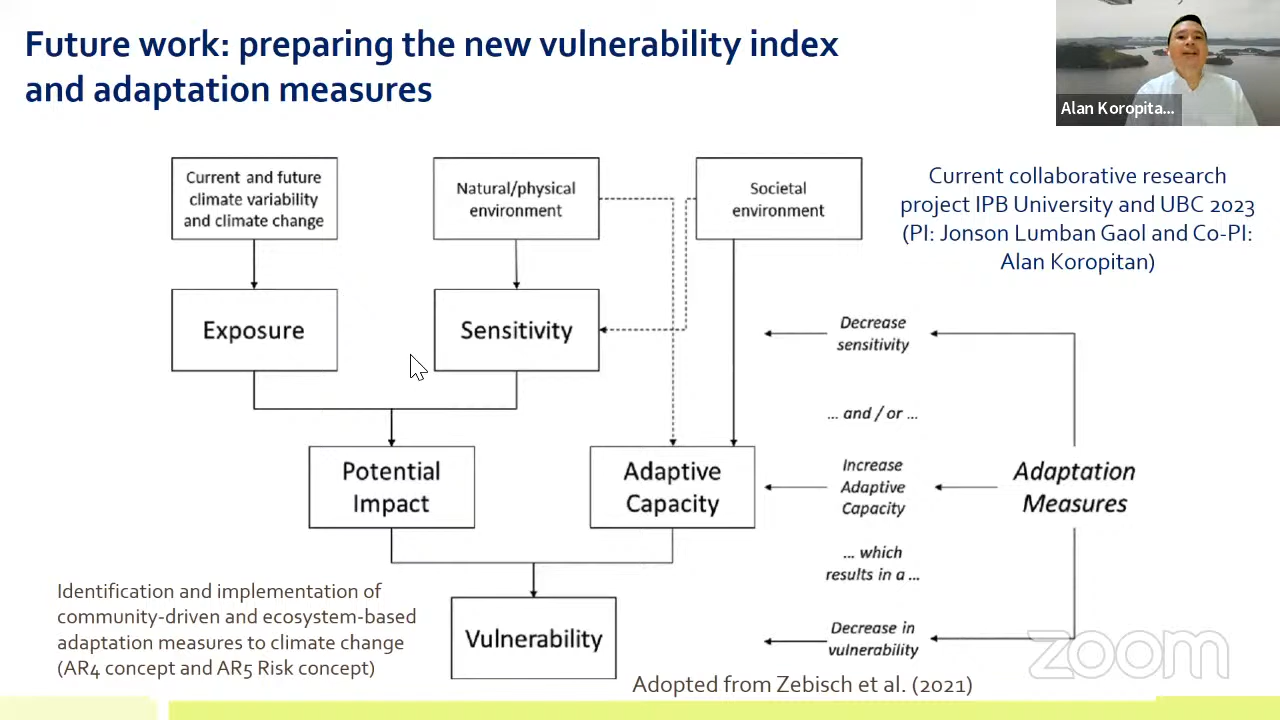 Future work: preparing the new vulnerability index
and adaptation measures
Alan Koropita...
Current collaborative research
project IPB University and UBC 2023
(PI: Jonson Lumban Gaol and Co-PI:
Alan Koropitan)
Current and future
climate variability
and climate change
Natural/physical
environment
Societal
environment
Exposure
Sensitivity
Decrease
sensitivity
... and / or ...
Potential
Impact
Adaptive
Capacity
Increase
Adaptive
Capacity
Adaptation
Measures
... which
results in a ...
Identification and implementation of
community-driven and ecosystem-based
adaptation measures to climate change
(AR4 concept and AR5 Risk concept)
Vulnerability
Decrease in
vulnerability
zoom
Adopted from Zebisch et al. (2021)